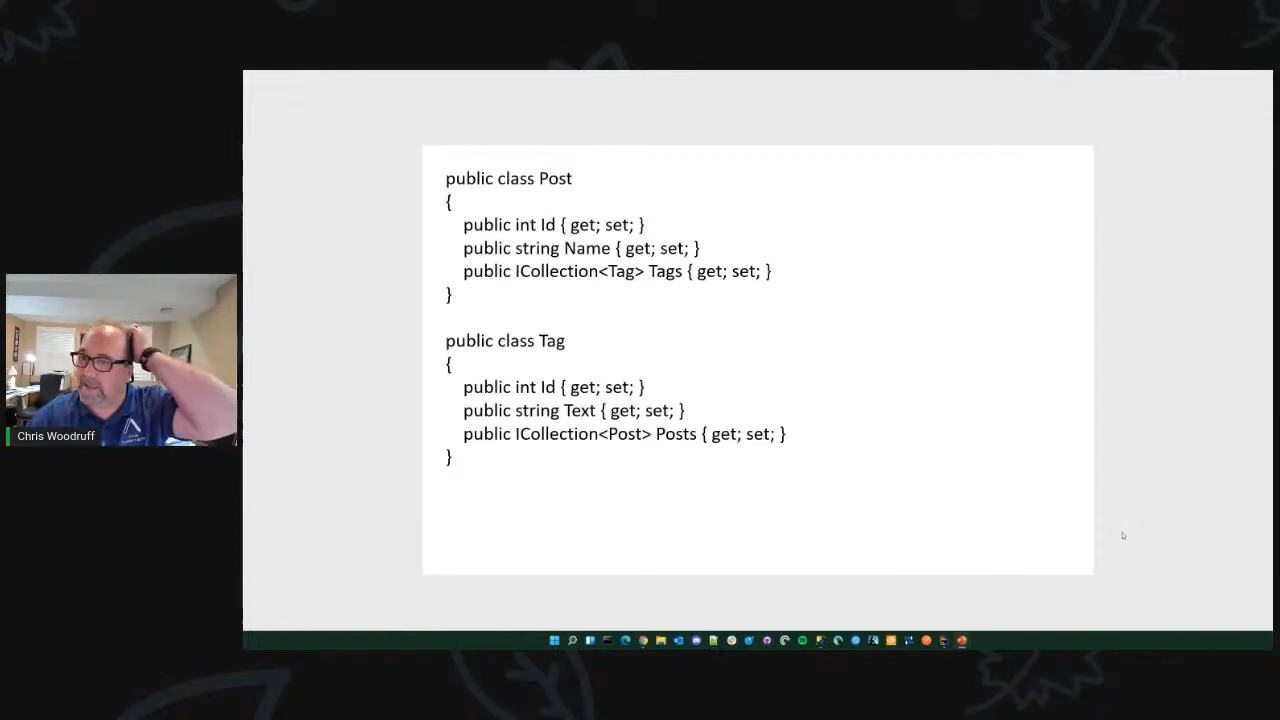 public class Post
{
public int Id { get; set; }
public string Name { get; set; }
public ICollection<Tag> Tags { get; set; }
}
public class Tag
{
public int Id { get; set; }
public string Text { get; set; }
public ICollection<Post> Posts { get; set; }
}
Chris Woodruff